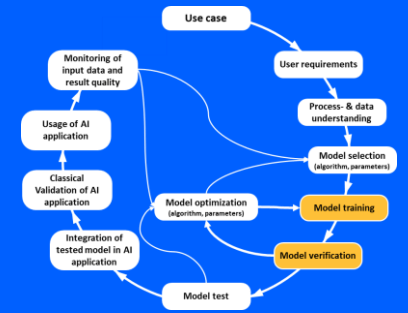 Use case
User requirements
Process- & data
understanding
Model selection
(algorithm, parameters)
Model training
Model verification
Model optimization
(algorithm, parameters)
Model test
Integration of
tested model in AI
application
Classical
Validation of AI
application
Usage of AI
application
Monitoring of
input data and
result quality